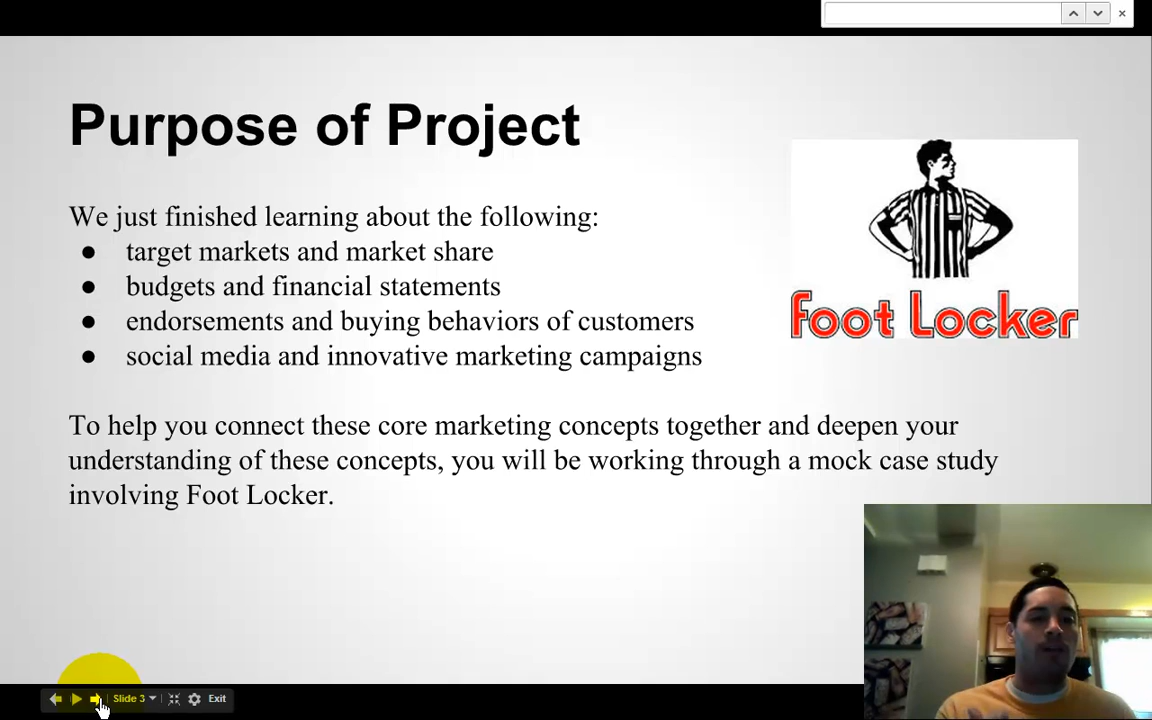 Purpose of Project
We just finished learning about the following:
● target markets and market share
● budgets and financial statements
● endorsements and buying behaviors of customers
● social media and innovative marketing campaigns
Foot Locker
To help you connect these core marketing concepts together and deepen your
understanding of these concepts, you will be working through a mock case study
involving Foot Locker.
Slide 3
Exit